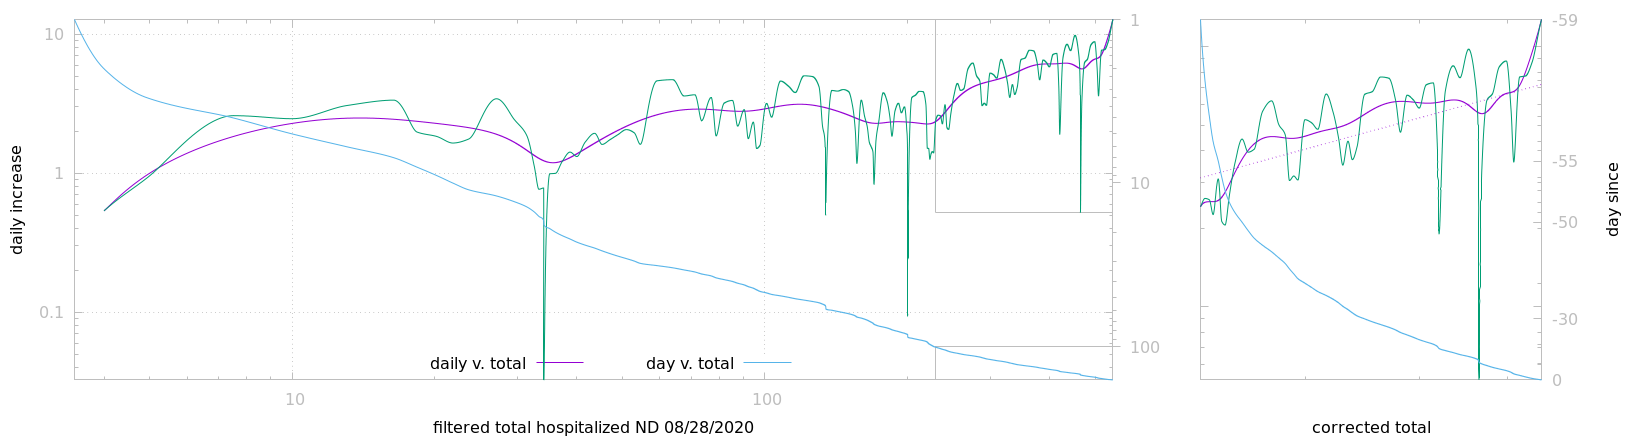 10
1
0.1
daily increase
10
100
1
10
100
daily v. total
day v. total
filtered total hospitalized ND 08/28/2020
-59
-55
-50
-30
0
day since
corrected total